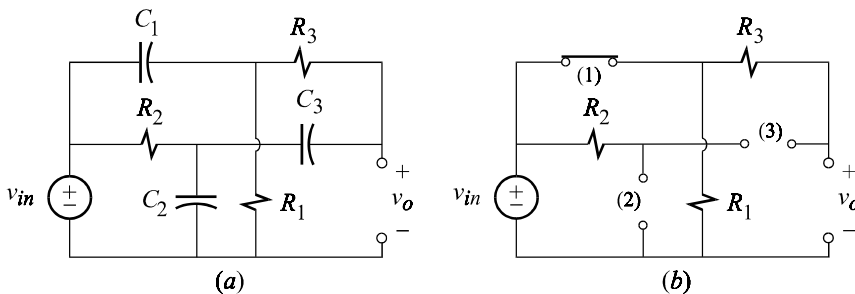 C1
R3
R2
C3
vin
+
−
C2
R1
+
vo
−
(a)
(1)
R3
R2
(3)
vin
+
−
(2)
R1
+
vo
−
(b)